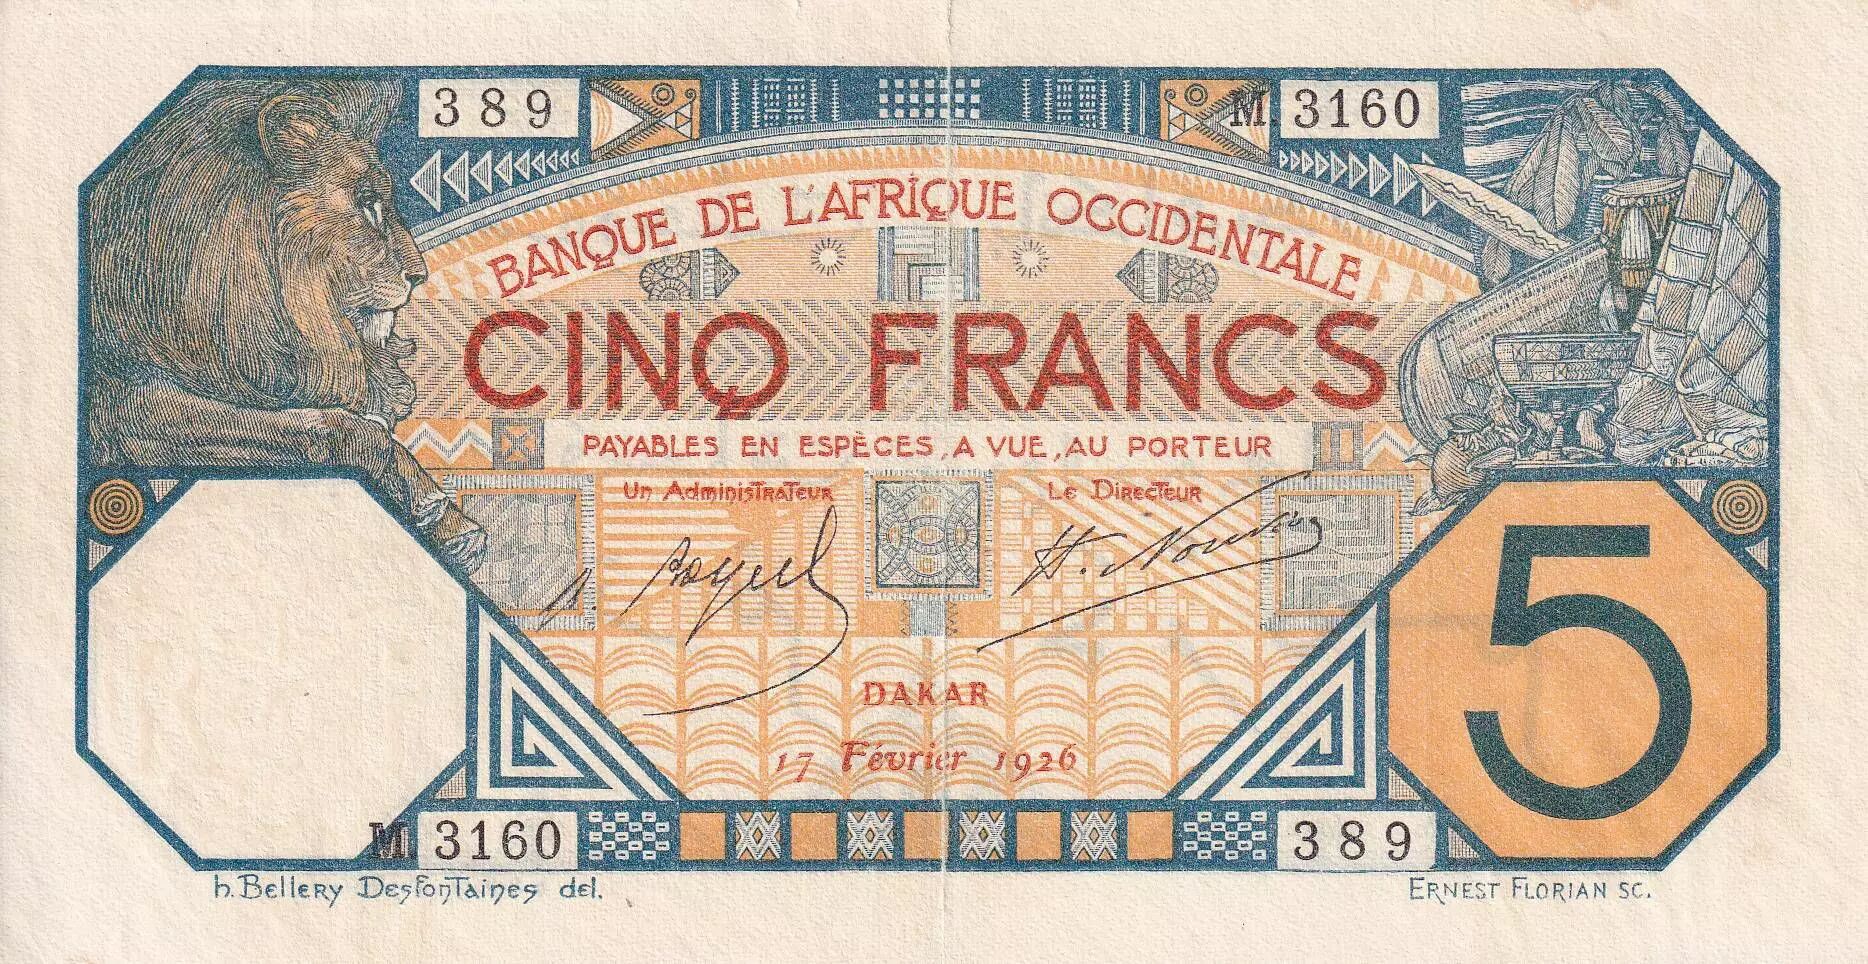 389
M. 3160
BANQUE DE L'AFRIQUE OCCIDENTALE
CINQ FRANCS
PAYABLES EN ESPÈCES, A VUE, AU PORTEUR
Un Administrateur
Le Directeur
DAKAR
17 Février 1926
5
M 3160
389
h. Bellery Desfontaines del.
ERNEST FLORIAN SC.